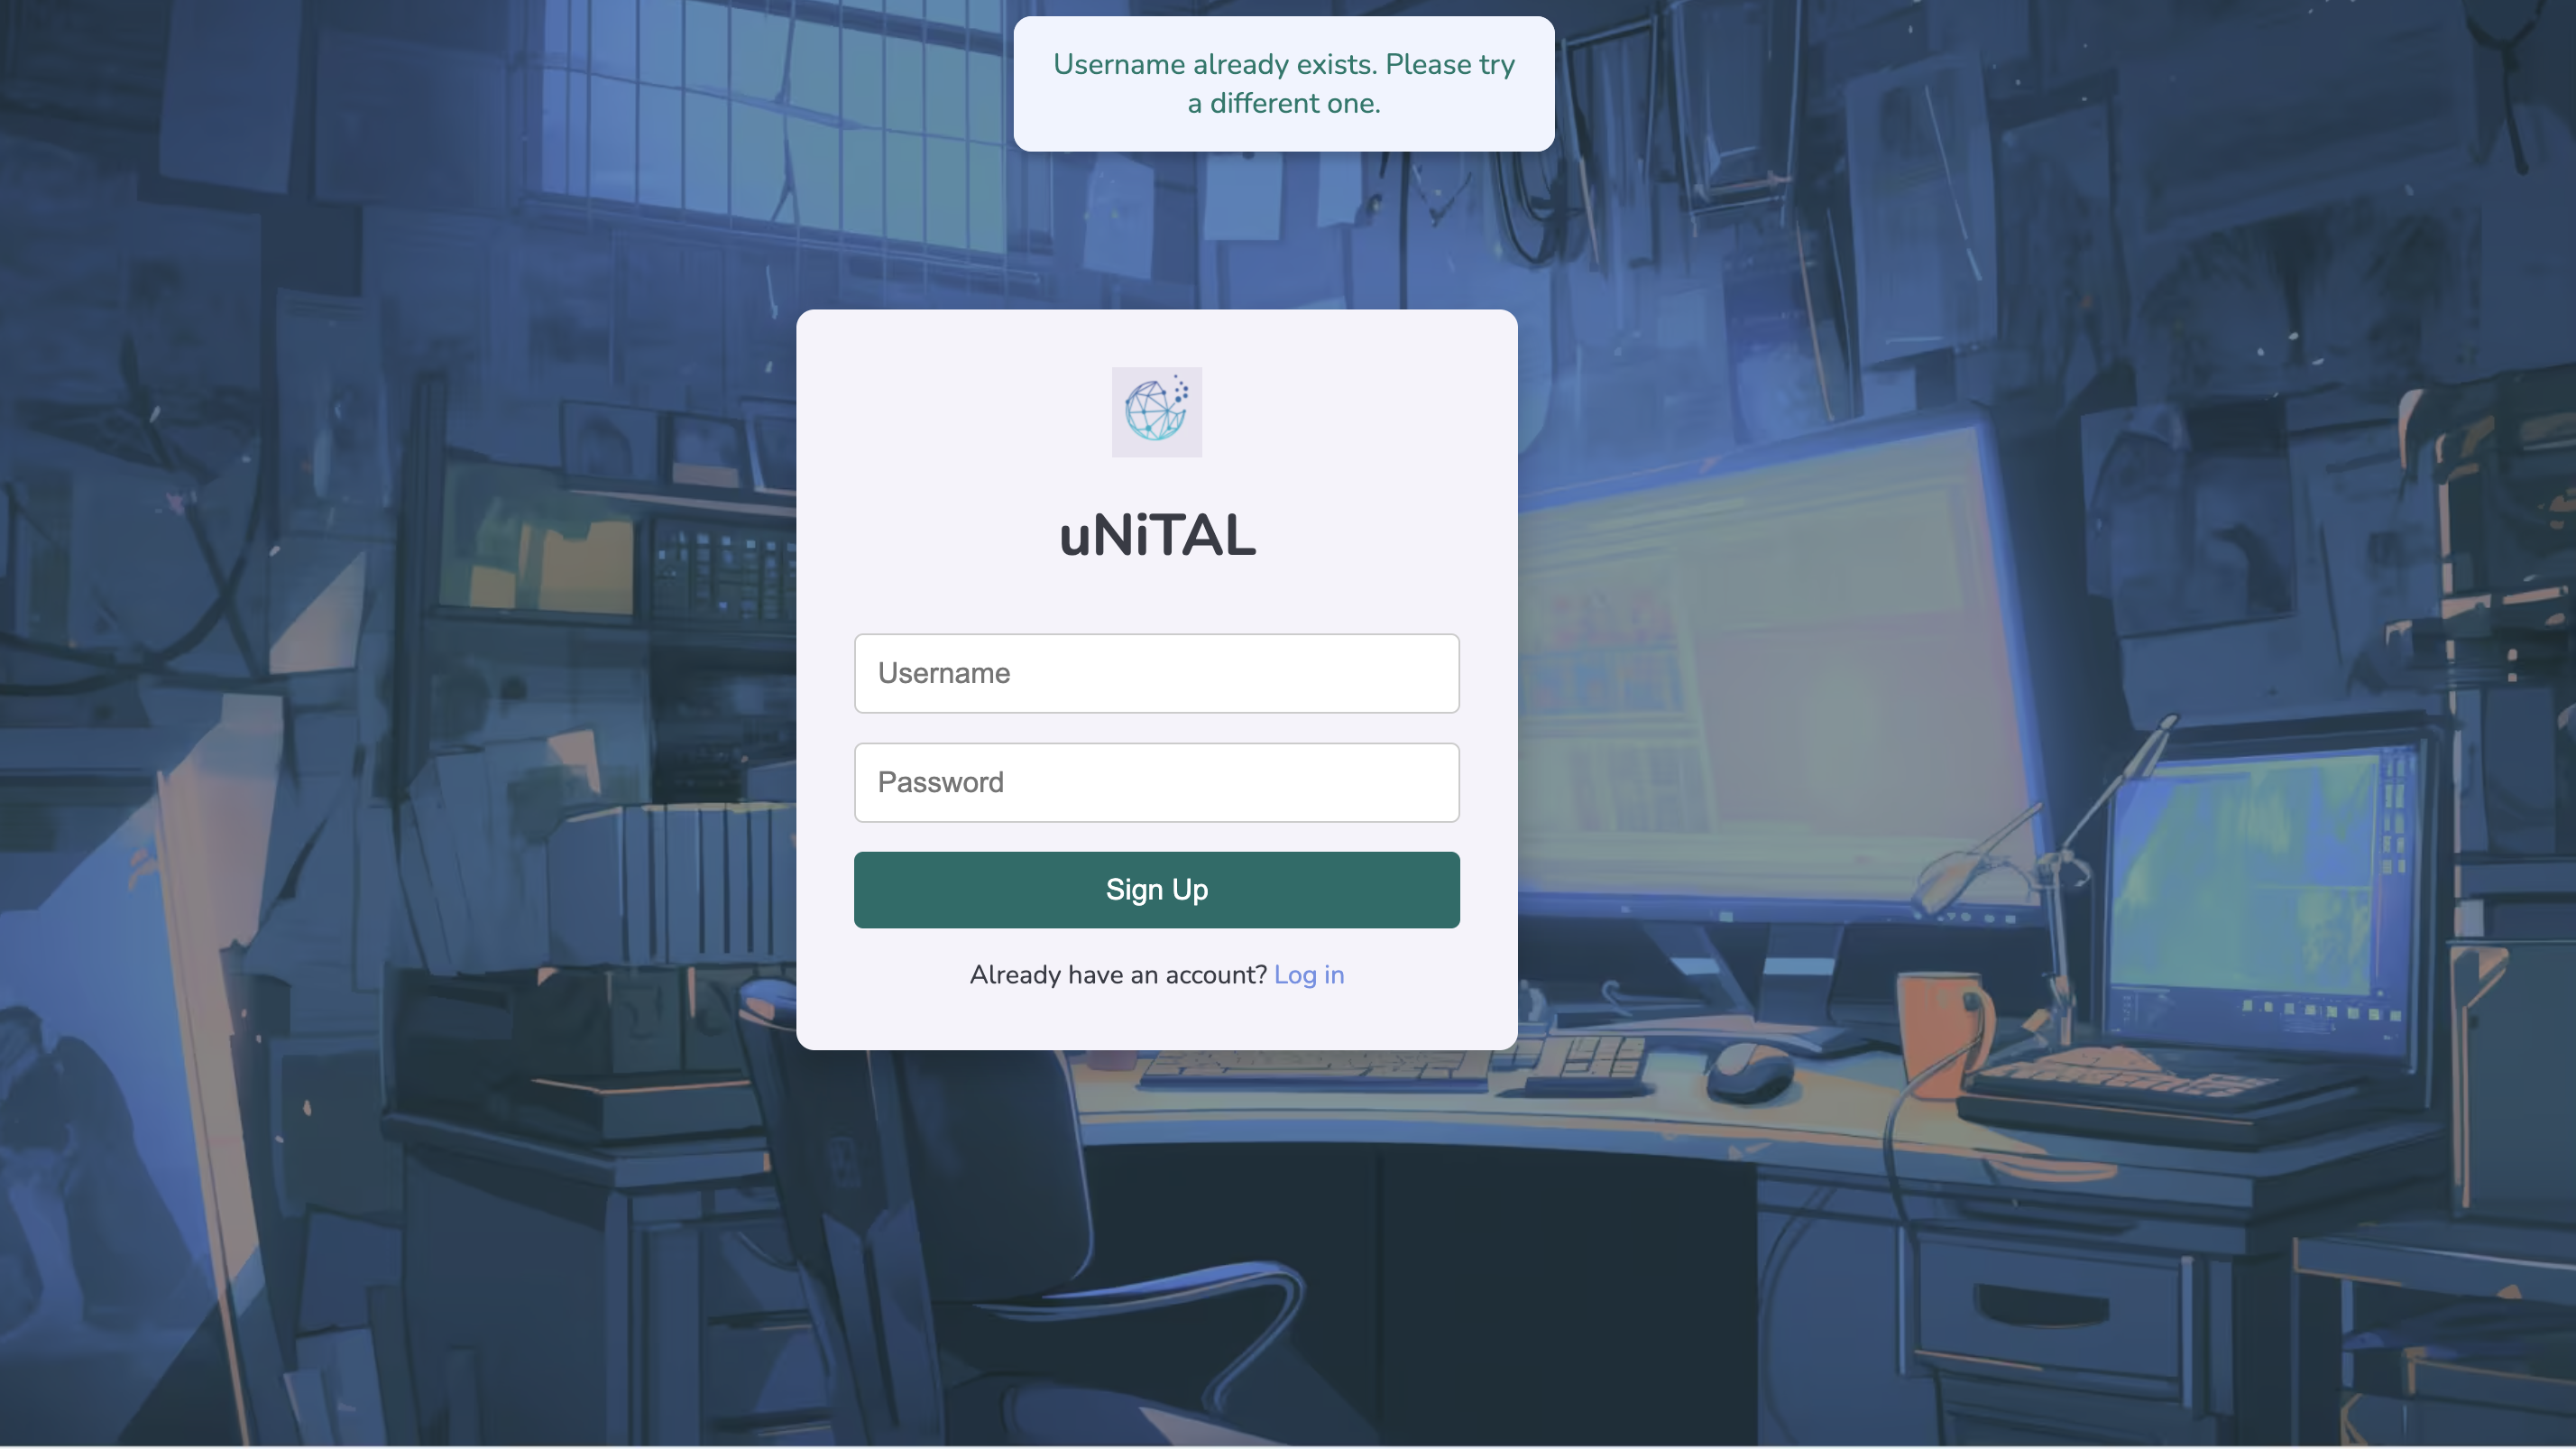 Username already exists. Please try
a different one.
uNiTAL
Username
Password
Sign Up
Already have an account? Log in